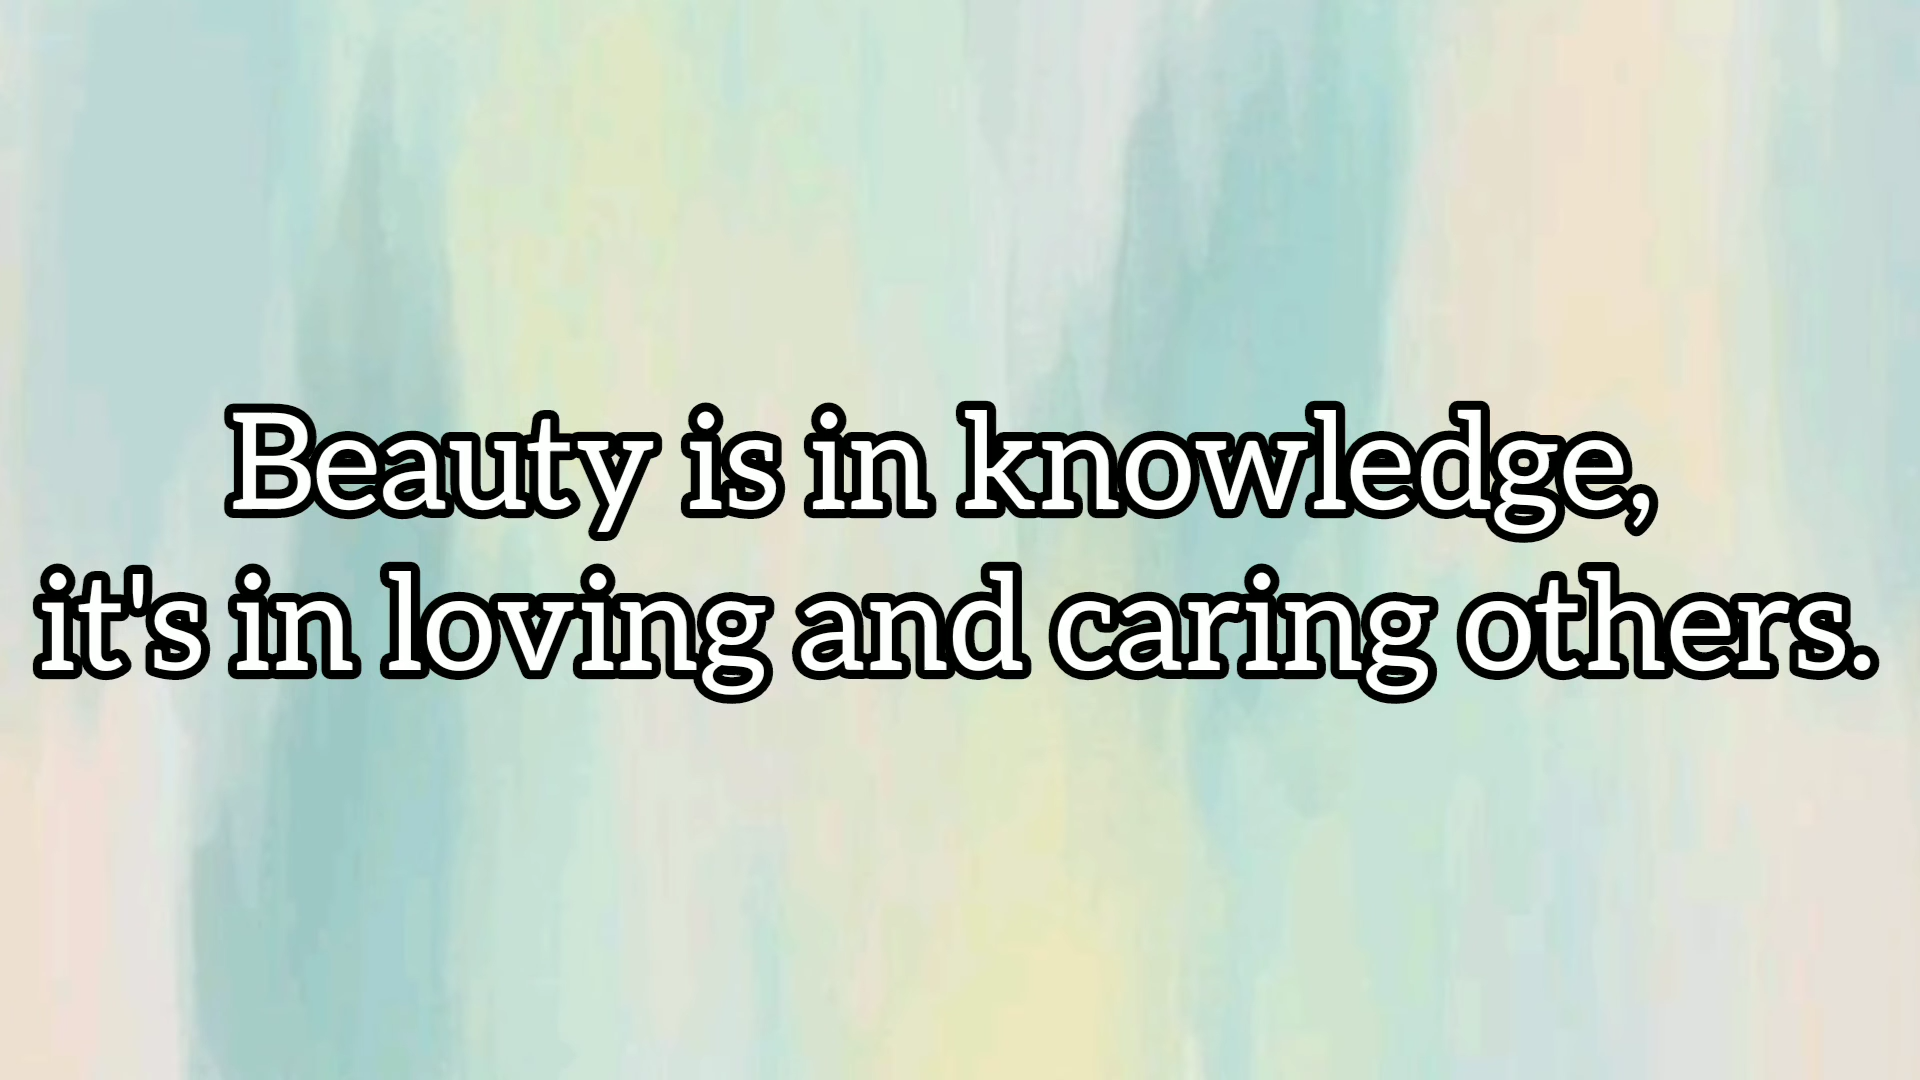 Beauty is in knowledge,
it's in loving and caring others.